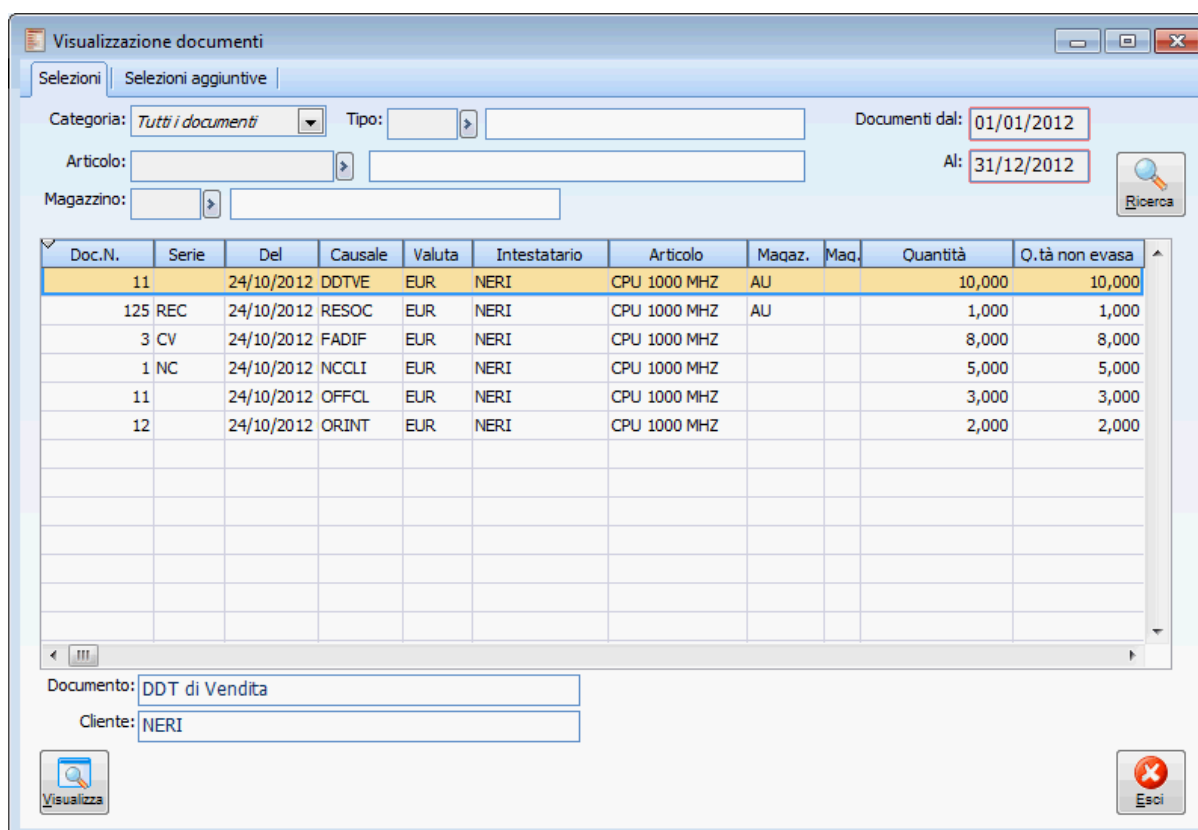 Visualizzazione documenti
Selezioni Selezioni aggiuntive
Categoria: Tutti i documenti Tipo: Documenti dal: 01/01/2012
Articolo: Al: 31/12/2012
Magazzino: Ricerca
Doc.N. Serie Del Causale Valuta Intestatario Articolo Magaz. Mag. Quantità Q.tà non evasa
11 24/10/2012 DDTVE EUR NERI CPU 1000 MHZ AU 10,000 10,000
125 REC 24/10/2012 RESOC EUR NERI CPU 1000 MHZ AU 1,000 1,000
3 CV 24/10/2012 FADIF EUR NERI CPU 1000 MHZ 8,000 8,000
1 NC 24/10/2012 NCCLI EUR NERI CPU 1000 MHZ 5,000 5,000
11 24/10/2012 OFFCL EUR NERI CPU 1000 MHZ 3,000 3,000
12 24/10/2012 ORINT EUR NERI CPU 1000 MHZ 2,000 2,000
Documento: DDT di Vendita
Cliente: NERI
Visualizza Esci